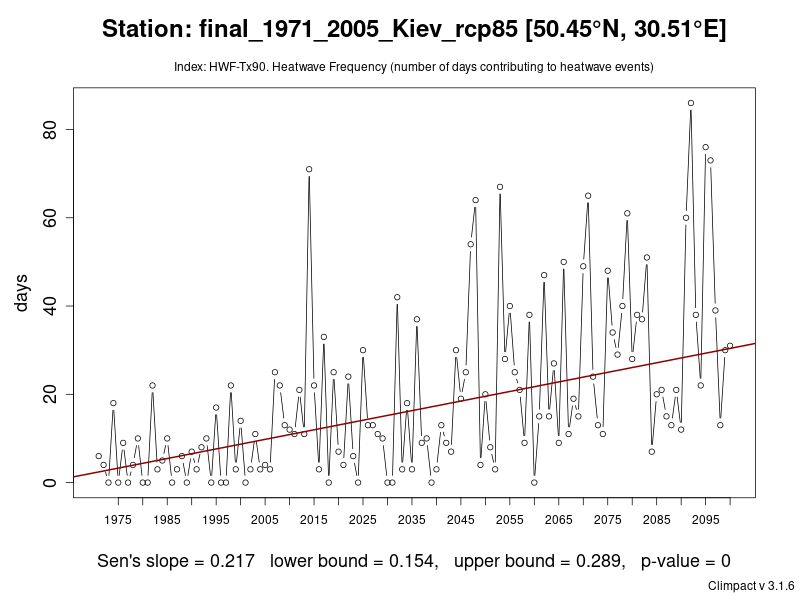 Station: final_1971_2005_Kiev_rcp85 [50.45°N, 30.51°E]
Index: HWF-Tx90. Heatwave Frequency (number of days contributing to heatwave events)
days
80
60
40
20
0
1975 1985 1995 2005 2015 2025 2035 2045 2055 2065 2075 2085 2095
Sen's slope = 0.217 lower bound = 0.154, upper bound = 0.289, p-value = 0
Climpact v 3.1.6